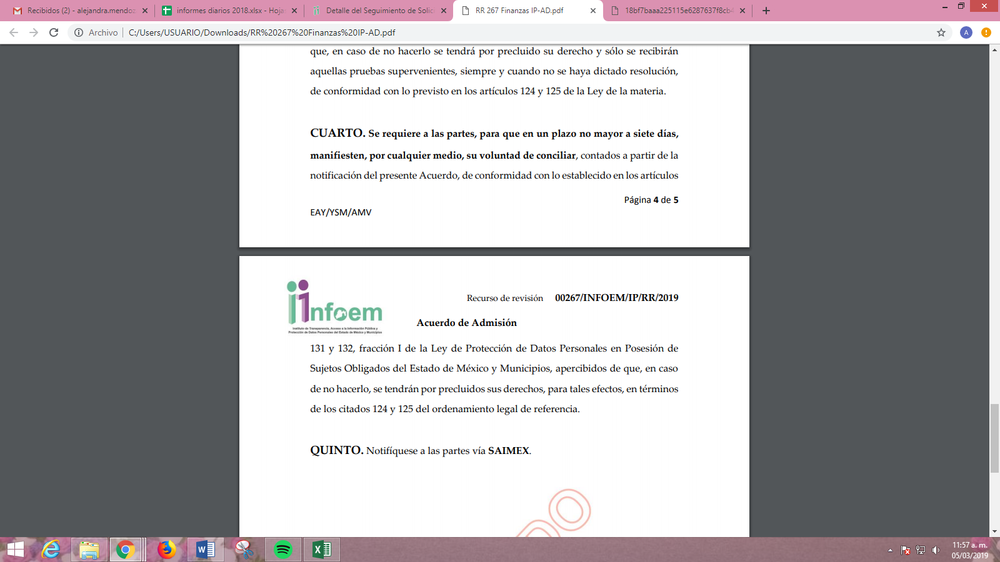 Recibidos (2) - alejandra.mendoz
informes diarios 2018.xlsx - Hoja
Detalle del Seguimiento de Solic
RR 267 Finanzas IP-AD.pdf
18bf7baaa225115e6287637f8cb4
Archivo
C:/Users/USUARIO/Downloads/RR%20267%20Finanzas%20IP-AD.pdf
A
que, en caso de no hacerlo se tendrá por precluido su derecho y sólo se recibirán
aquellas pruebas supervenientes, siempre y cuando no se haya dictado resolución,
de conformidad con lo previsto en los artículos 124 y 125 de la Ley de la materia.
CUARTO. Se requiere a las partes, para que en un plazo no mayor a siete días,
manifiesten, por cualquier medio, su voluntad de conciliar, contados a partir de la
notificación del presente Acuerdo, de conformidad con lo establecido en los artículos
Página 4 de 5
EAY/YSM/AMV
infoem
Instituto de Transparencia, Acceso a la Información Pública y
Protección de Datos Personales del Estado de México y Municipios
Recurso de revisión 00267/INFOEM/IP/RR/2019
Acuerdo de Admisión
131 y 132, fracción I de la Ley de Protección de Datos Personales en Posesión de
Sujetos Obligados del Estado de México y Municipios, apercibidos de que, en caso
de no hacerlo, se tendrán por precluidos sus derechos, para tales efectos, en términos
de los citados 124 y 125 del ordenamiento legal de referencia.
QUINTO. Notifíquese a las partes vía SAIMEX.
11:57 a. m.
05/03/2019